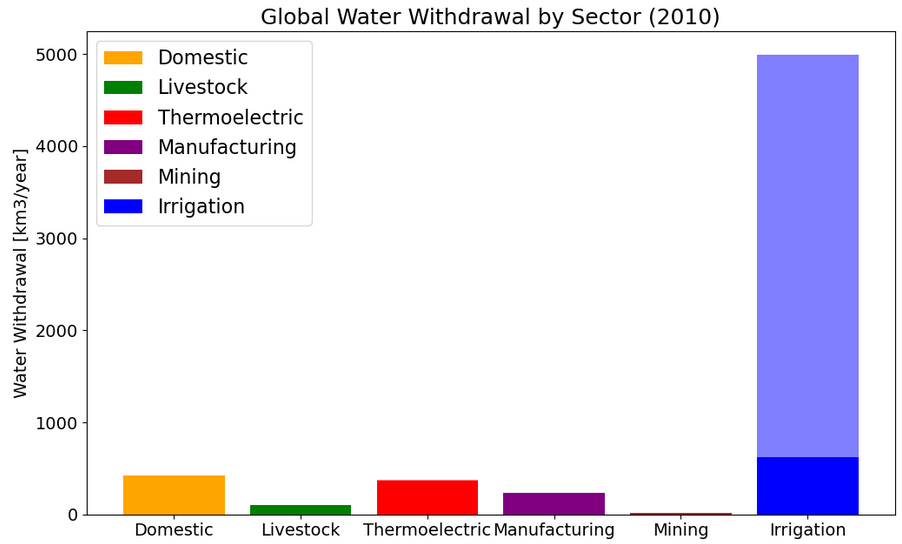 Global Water Withdrawal by Sector (2010)
Water Withdrawal [km3/year]
5000
4000
3000
2000
1000
0
Domestic
Livestock
Thermoelectric
Manufacturing
Mining
Irrigation
Domestic Livestock Thermoelectric Manufacturing Mining Irrigation